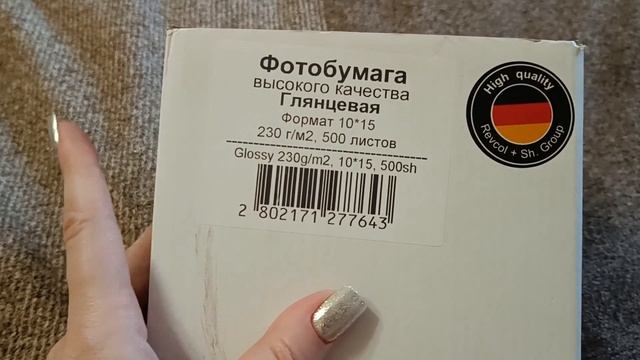 Фотобумага
высокого качества
Глянцевая
Формат 10*15
230 г/м2, 500 листов
Glossy 230g/m2, 10*15, 500sh
2 802171 277643
High quality
Revcol + Sh. Group